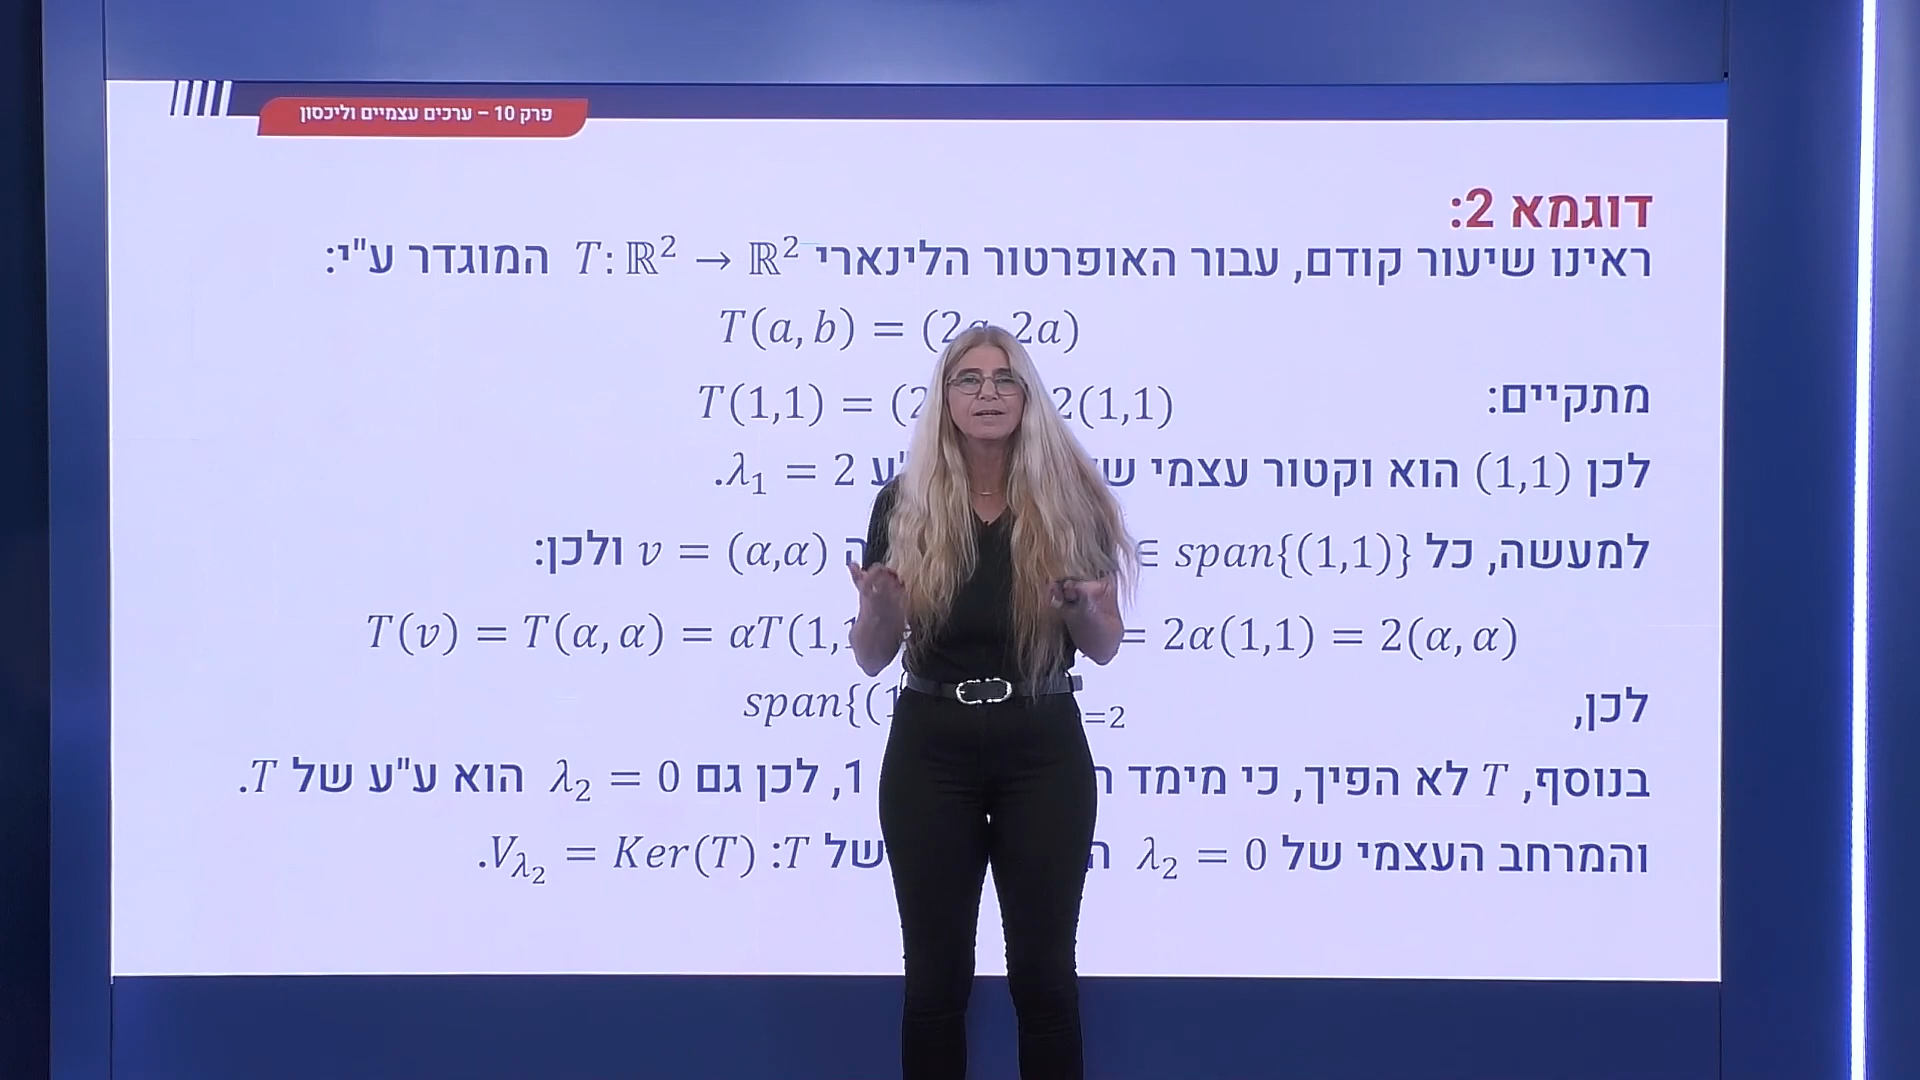 פרק 10 – ערכים עצמיים וליכסון
דוגמא 2:
ראינו שיעור קודם, עבור האופרטור הלינארי T: ℝ² → ℝ² המוגדר ע"י:
T(a, b) = (2a 2a)
מתקיים: T(1,1) = (2 2(1,1)
לכן (1,1) הוא וקטור עצמי ע"ע λ₁ = 2.
למעשה, כל ∈ span{(1,1)} v = (α,α) ולכן:
T(v) = T(α, α) = αT(1,1 = 2α(1,1) = 2(α, α)
לכן, span{(1 =2
בנוסף, T לא הפיך, כי מימד 1, לכן גם λ₂ = 0 הוא ע"ע של T.
והמרחב העצמי של λ₂ = 0 של T: V_λ₂ = Ker(T).